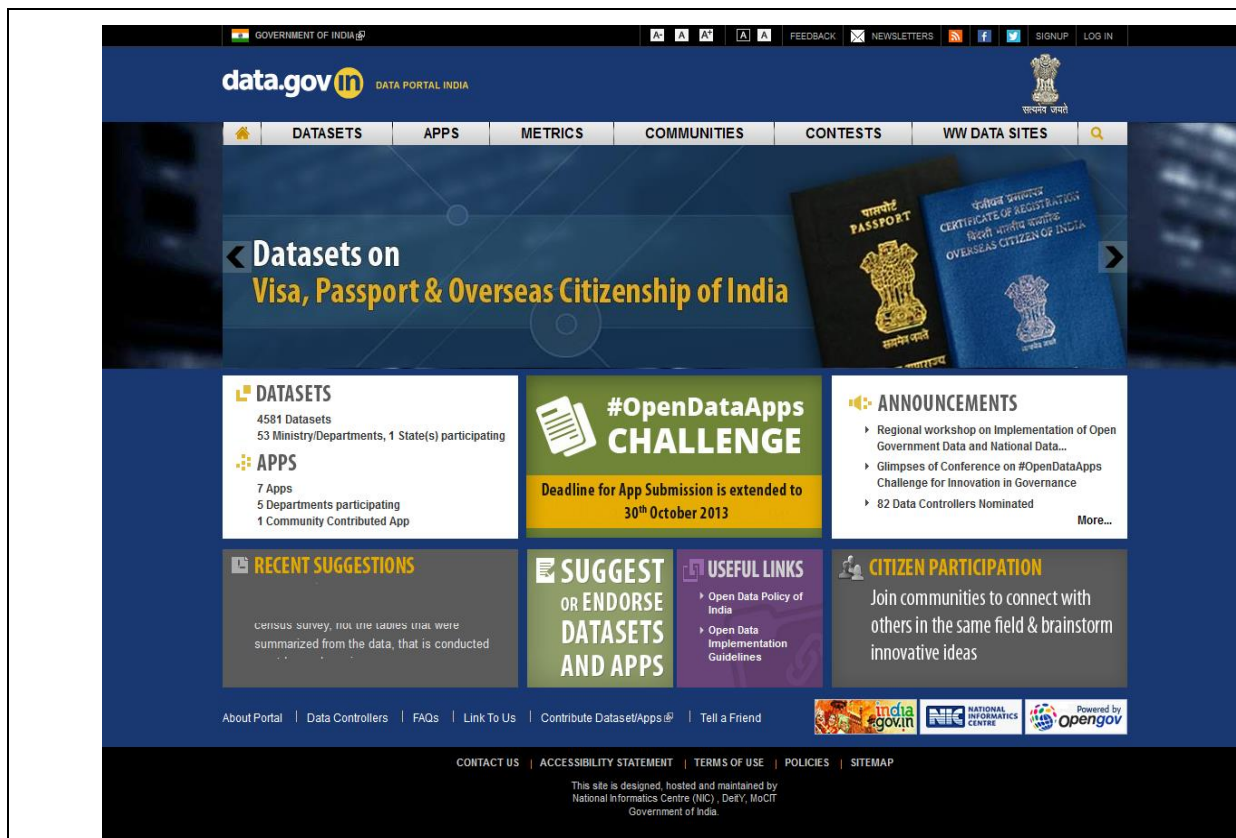 GOVERNMENT OF INDIA
A- A A+ A A FEEDBACK NEWSLETTERS SIGNUP LOG IN
data.gov in DATA PORTAL INDIA
सत्यमेव जयते
DATASETS APPS METRICS COMMUNITIES CONTESTS WW DATA SITES
Datasets on
Visa, Passport & Overseas Citizenship of India
पासपोर्ट
PASSPORT
सत्यमेव जयते
पंजीयन प्रमाणपत्र
CERTIFICATE OF REGISTRATION
विदेशी भारतीय नागरिक
OVERSEAS CITIZEN OF INDIA
DATASETS
4581 Datasets
53 Ministry/Departments, 1 State(s) participating
APPS
7 Apps
5 Departments participating
1 Community Contributed App
#OpenDataApps
CHALLENGE
Deadline for App Submission is extended to
30th October 2013
ANNOUNCEMENTS
Regional workshop on Implementation of Open
Government Data and National Data...
Glimpses of Conference on #OpenDataApps
Challenge for Innovation in Governance
82 Data Controllers Nominated
More...
RECENT SUGGESTIONS
census survey, not the tables that were
summarized from the data, that is conducted
SUGGEST
OR ENDORSE
DATASETS
AND APPS
USEFUL LINKS
Open Data Policy of
India
Open Data
Implementation
Guidelines
CITIZEN PARTICIPATION
Join communities to connect with
others in the same field & brainstorm
innovative ideas
About Portal | Data Controllers | FAQs | Link To Us | Contribute Dataset/Apps | Tell a Friend
india
gov.in
NIC NATIONAL
INFORMATICS
CENTRE
Powered by
opengov
CONTACT US | ACCESSIBILITY STATEMENT | TERMS OF USE | POLICIES | SITEMAP
This site is designed, hosted and maintained by
National Informatics Centre (NIC) , DeitY, MoCIT
Government of India.